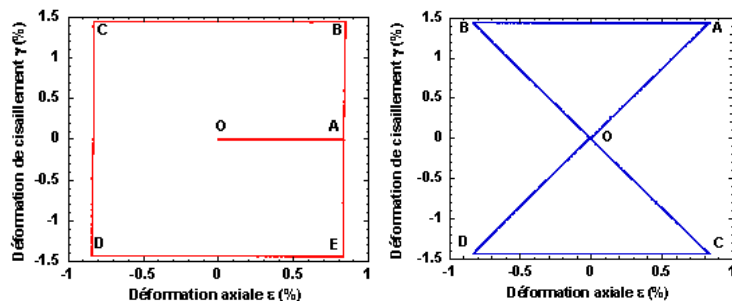 Déformation de cisaillement γ (%)
1.5
1
0.5
0
-0.5
-1
-1.5
C
B
O
A
D
E
-1
-0.5
0
0.5
1
Déformation axiale ε (%)
Déformation de cisaillement γ (%)
1.5
1
0.5
0
-0.5
-1
-1.5
B
A
O
D
C
-1
-0.5
0
0.5
1
Déformation axiale ε (%)